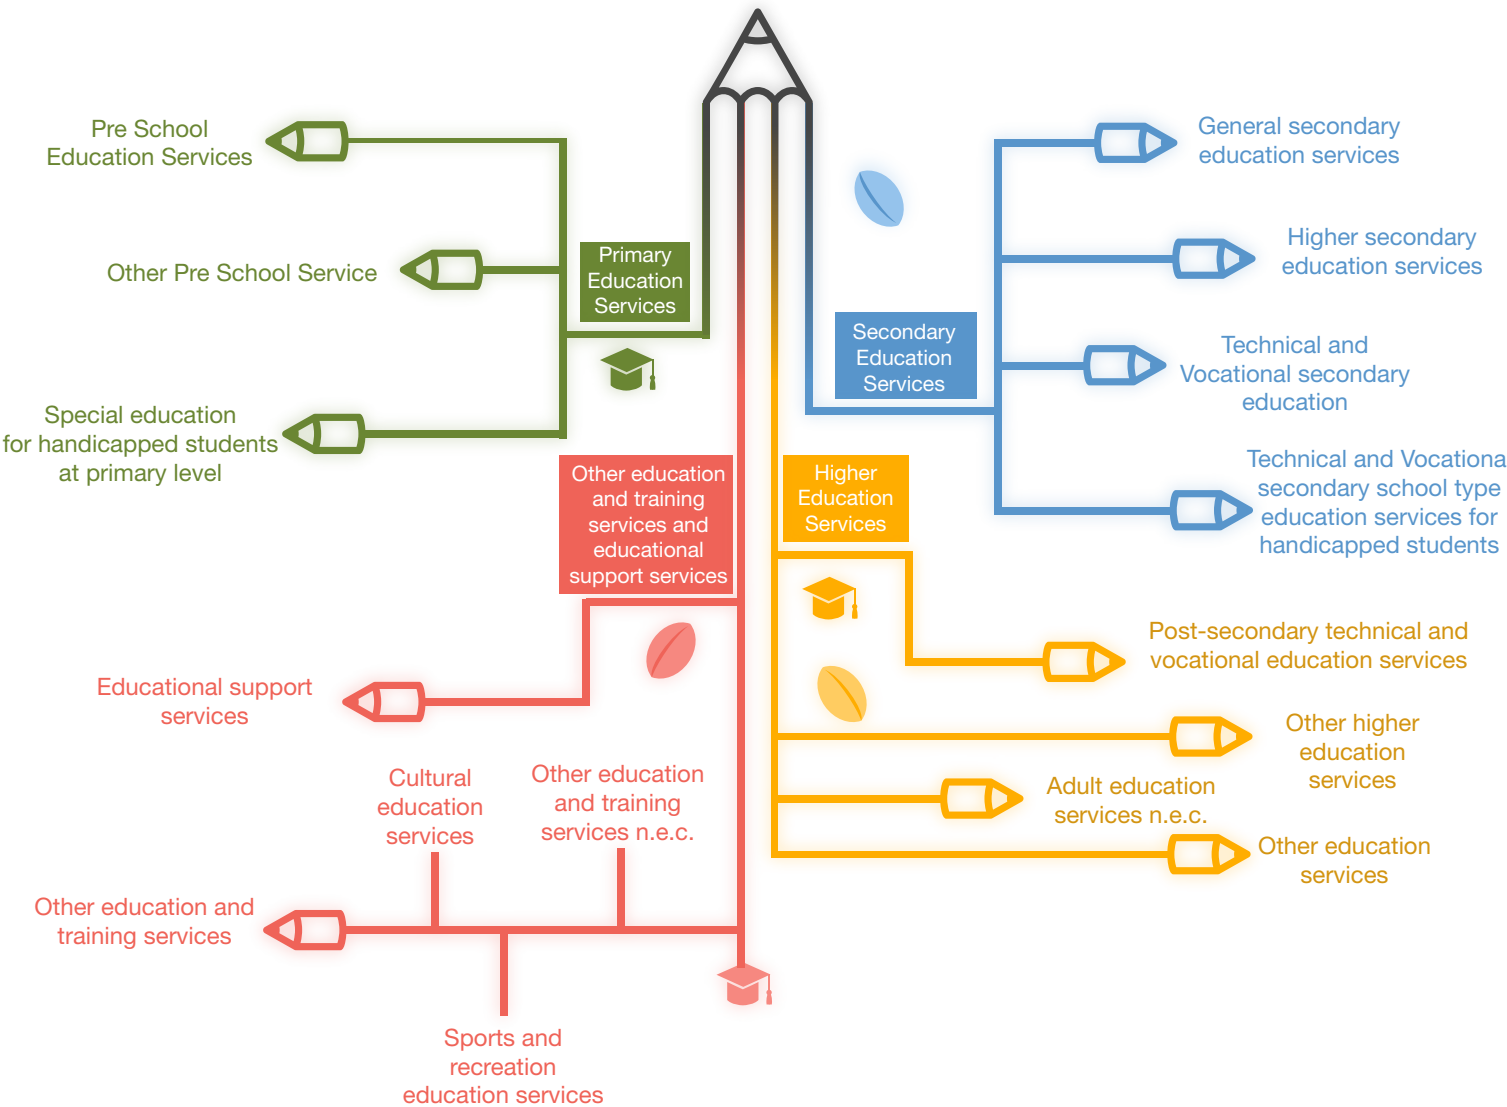 Pre School
Education Services
Other Pre School Service
Primary
Education
Services
Special education
for handicapped students
at primary level
General secondary
education services
Higher secondary
education services
Secondary
Education
Services
Technical and
Vocational secondary
education
Technical and Vocationa
secondary school type
education services for
handicapped students
Other education
and training
services and
educational
support services
Higher
Education
Services
Educational support
services
Cultural
education
services
Other education
and training
services n.e.c.
Other education and
training services
Sports and
recreation
education services
Post-secondary technical and
vocational education services
Other higher
education
services
Adult education
services n.e.c.
Other education
services